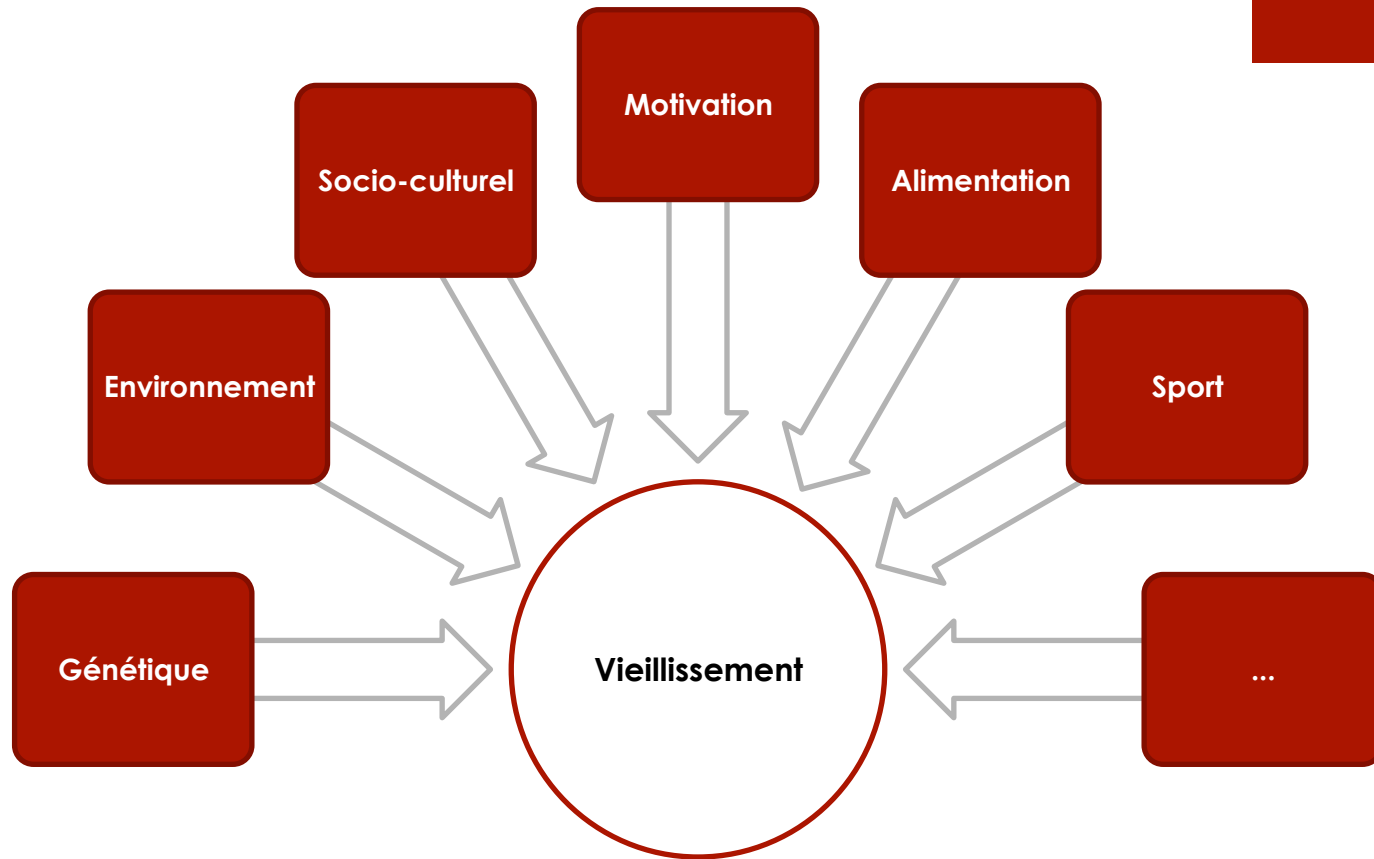 Motivation
Socio-culturel
Alimentation
Environnement
Sport
Génétique
Vieillissement
...